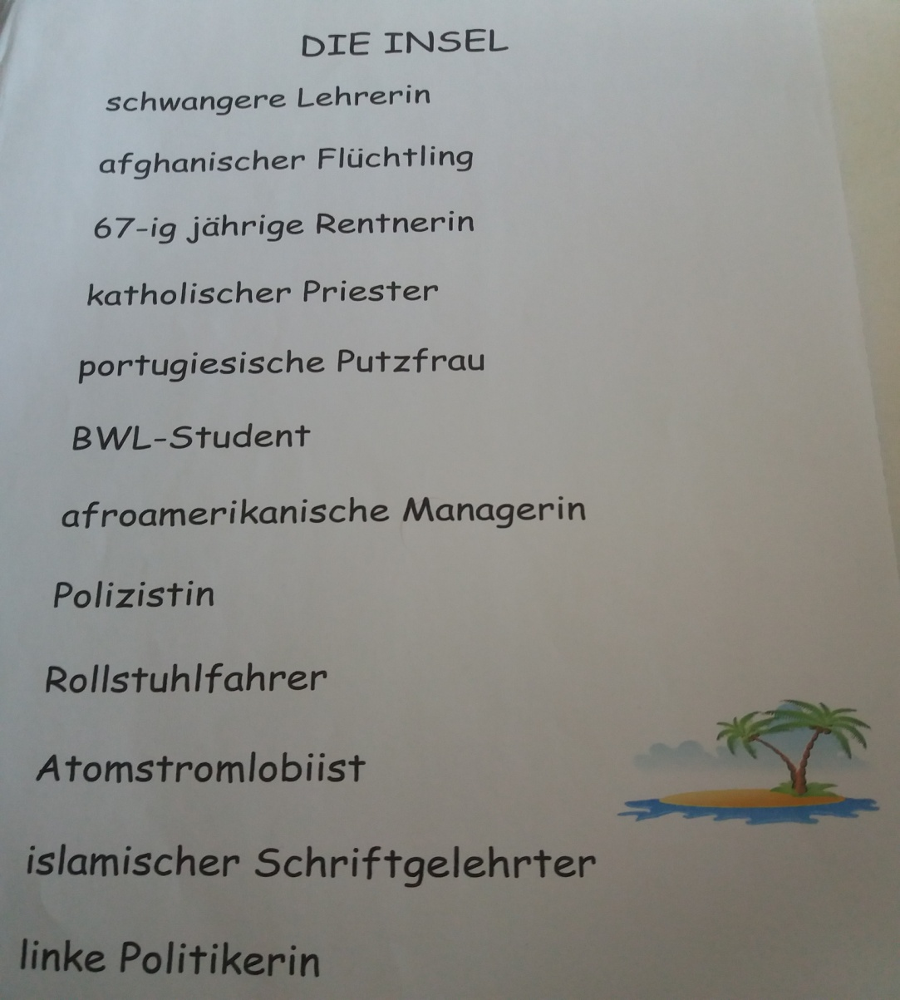 DIE INSEL
schwangere Lehrerin
afghanischer Flüchtling
67-ig jährige Rentnerin
katholischer Priester
portugiesische Putzfrau
BWL-Student
afroamerikanische Managerin
Polizistin
Rollstuhlfahrer
Atomstromlobiist
islamischer Schriftgelehrter
linke Politikerin